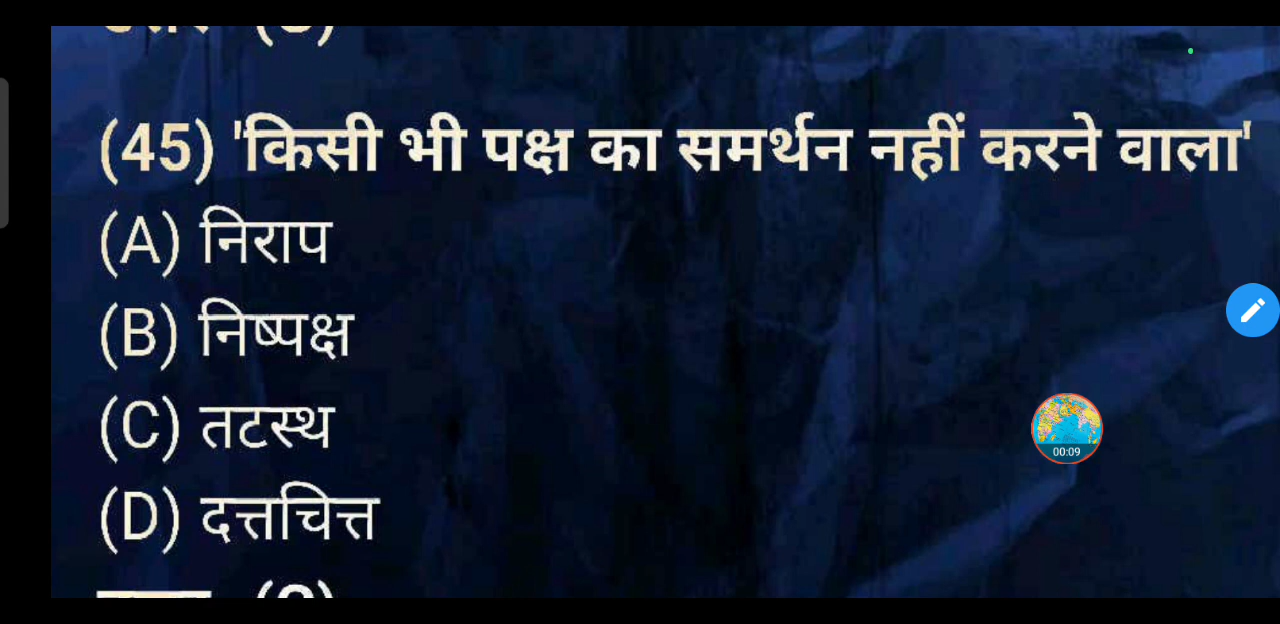 (45) 'किसी भी पक्ष का समर्थन नहीं करने वाला'
(A) निराप
(B) निष्पक्ष
(C) तटस्थ
00:09
(D) दत्तचित्त